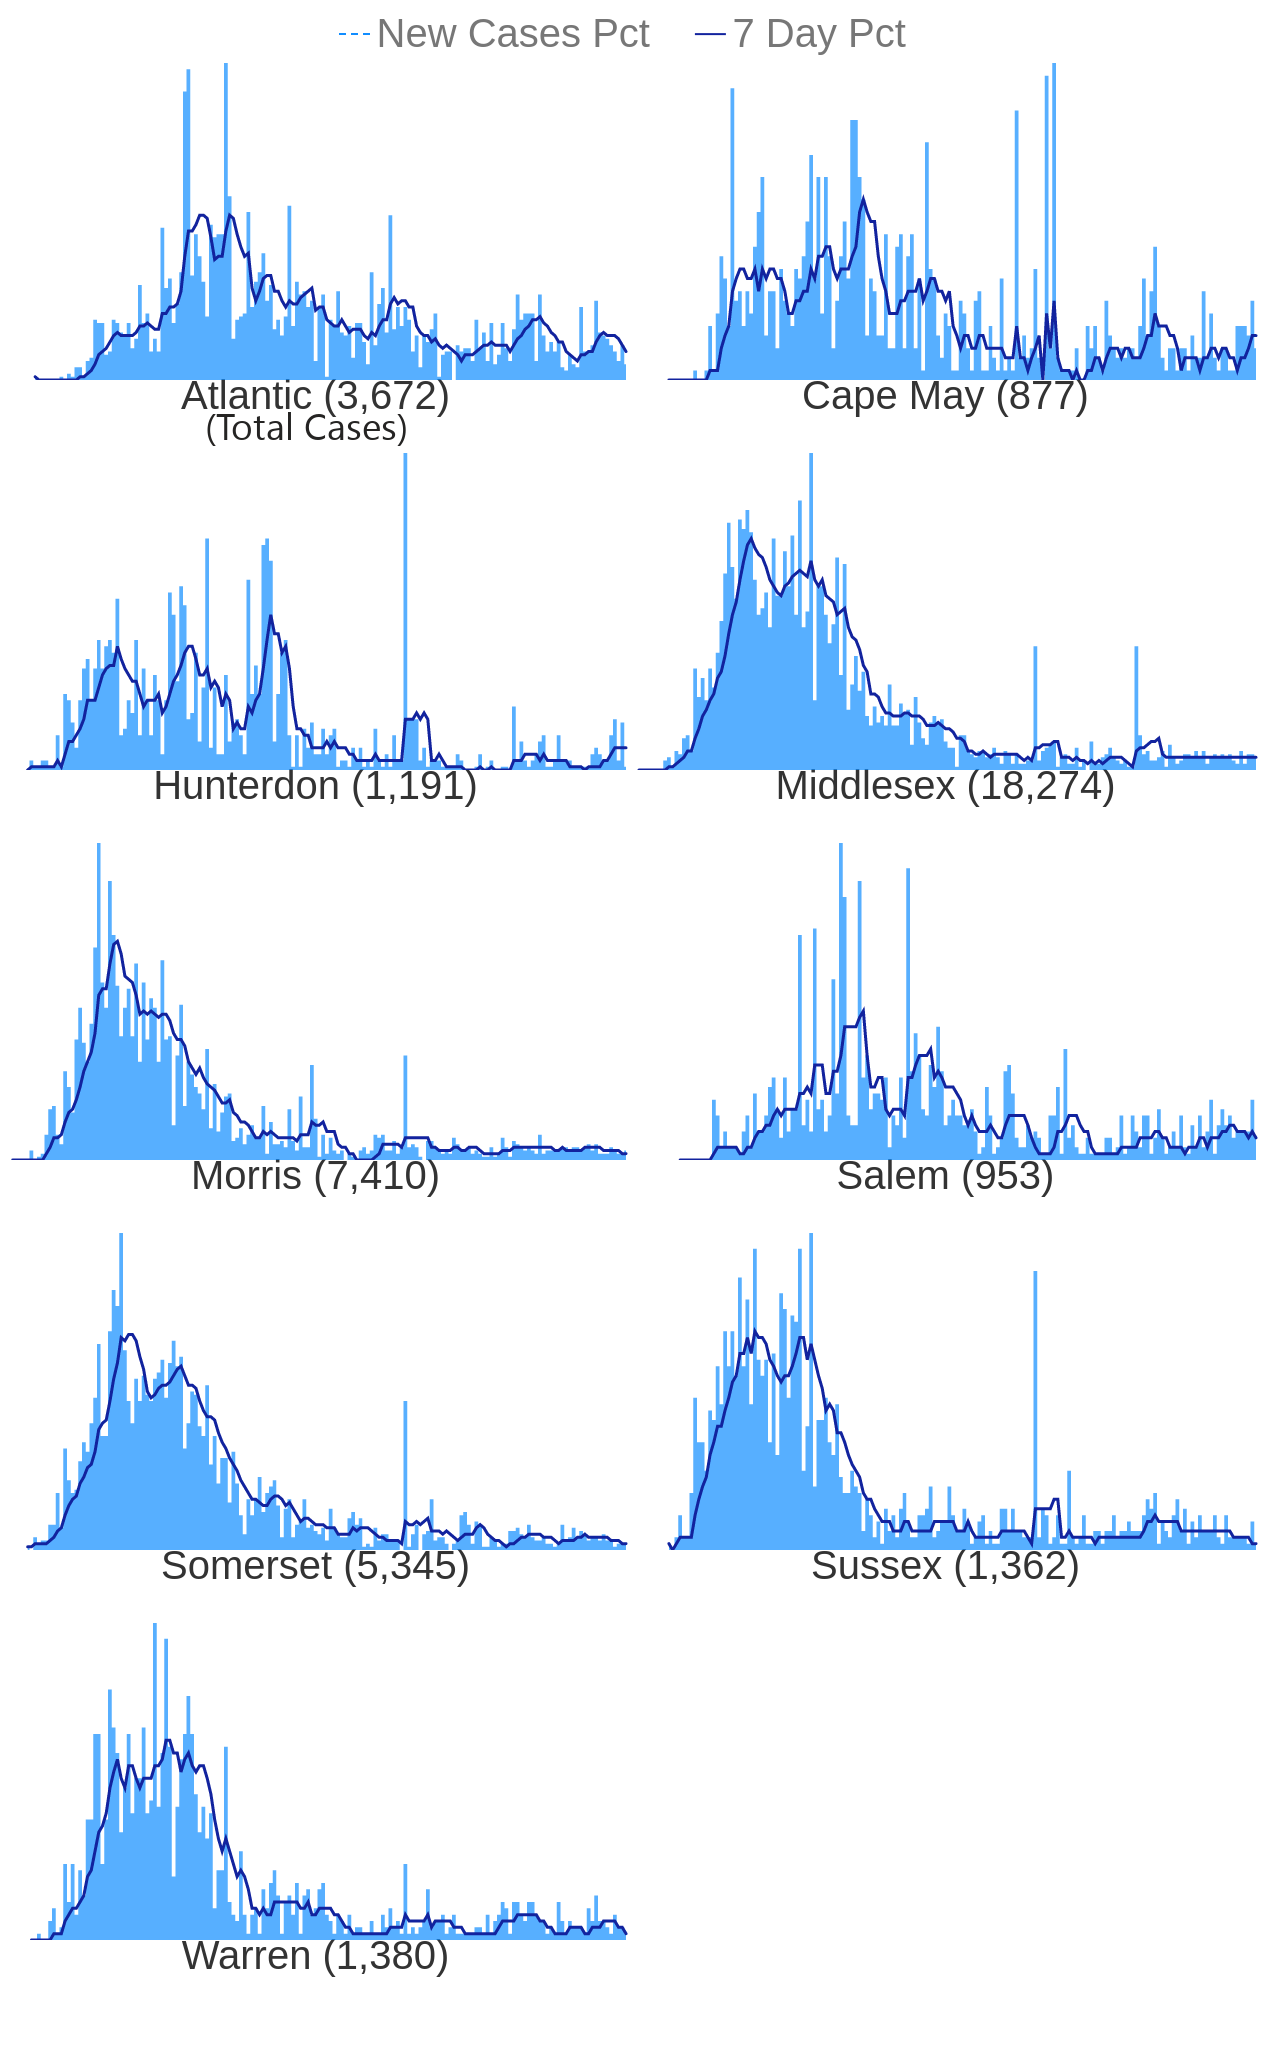 New Cases Pct 7 Day Pct
Atlantic (3,672) Cape May (877)
(Total Cases)
Hunterdon (1,191) Middlesex (18,274)
Morris (7,410) Salem (953)
Somerset (5,345) Sussex (1,362)
Warren (1,380)